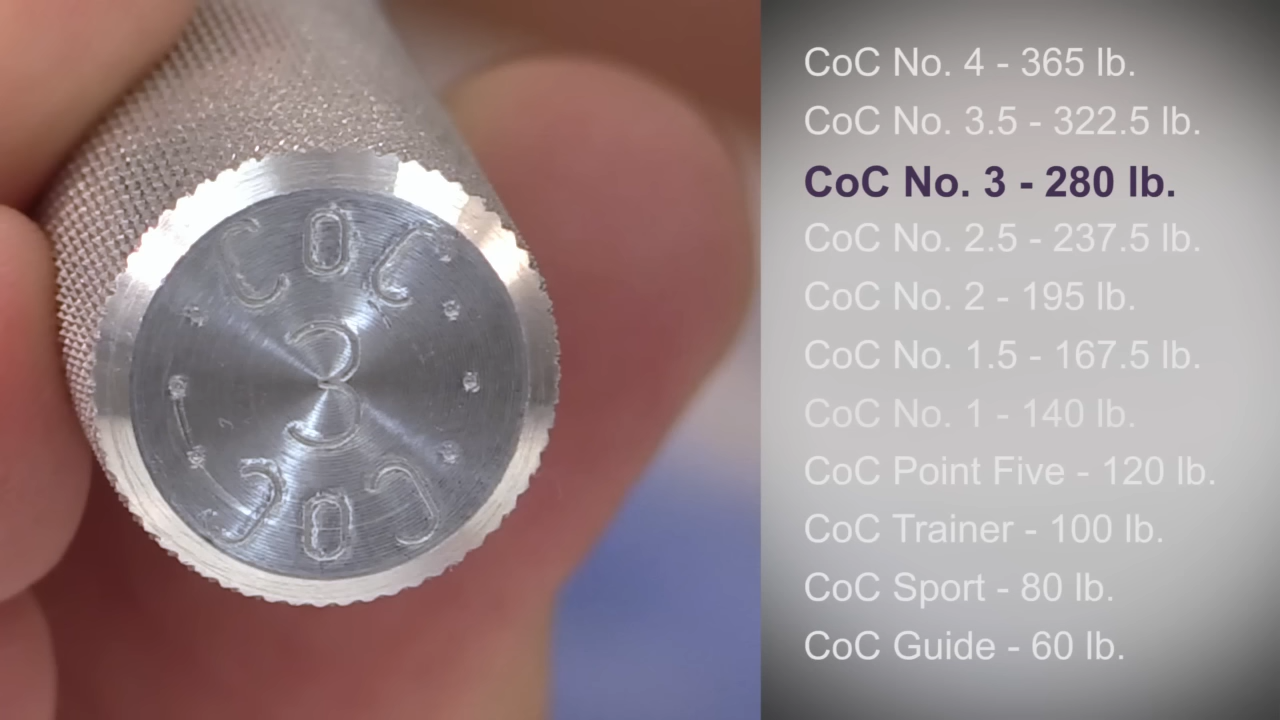 COC
3
COC
CoC No. 4 - 365 lb.
CoC No. 3.5 - 322.5 lb.
CoC No. 3 - 280 lb.
CoC No. 2.5 - 237.5 lb.
CoC No. 2 - 195 lb.
CoC No. 1.5 - 167.5 lb.
CoC No. 1 - 140 lb.
CoC Point Five - 120 lb.
CoC Trainer - 100 lb.
CoC Sport - 80 lb.
CoC Guide - 60 lb.